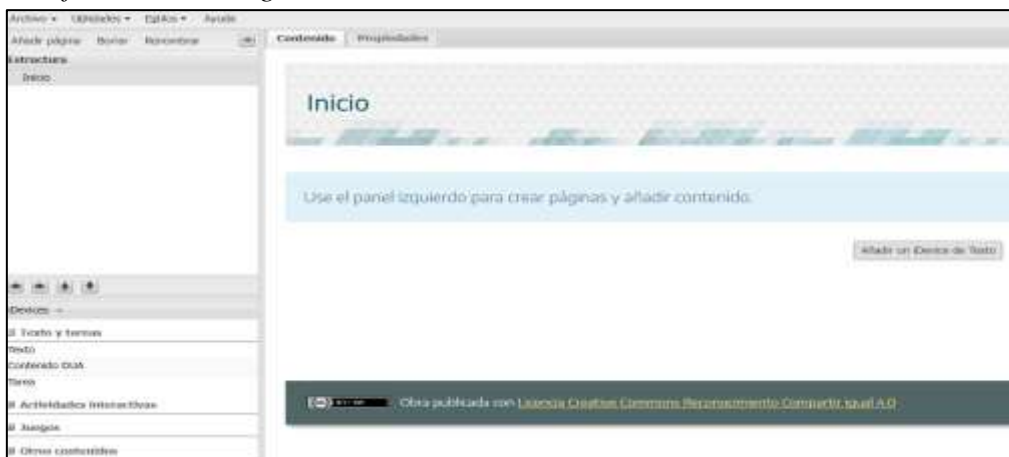 Archivo Utilidades Estilos Ayuda
Añadir página Borrar Renombrar
Contenido Propiedades
Estructura
Inicio
Inicio
Use el panel izquierdo para crear páginas y añadir contenido.
Añadir un iDevice de Texto
iDevices
Texto y tareas
Texto
Contenido DUA
Tarea
Actividades interactivas
Juegos
Otros contenidos
Obra publicada con Licencia Creative Commons Reconocimiento Compartir igual 4.0